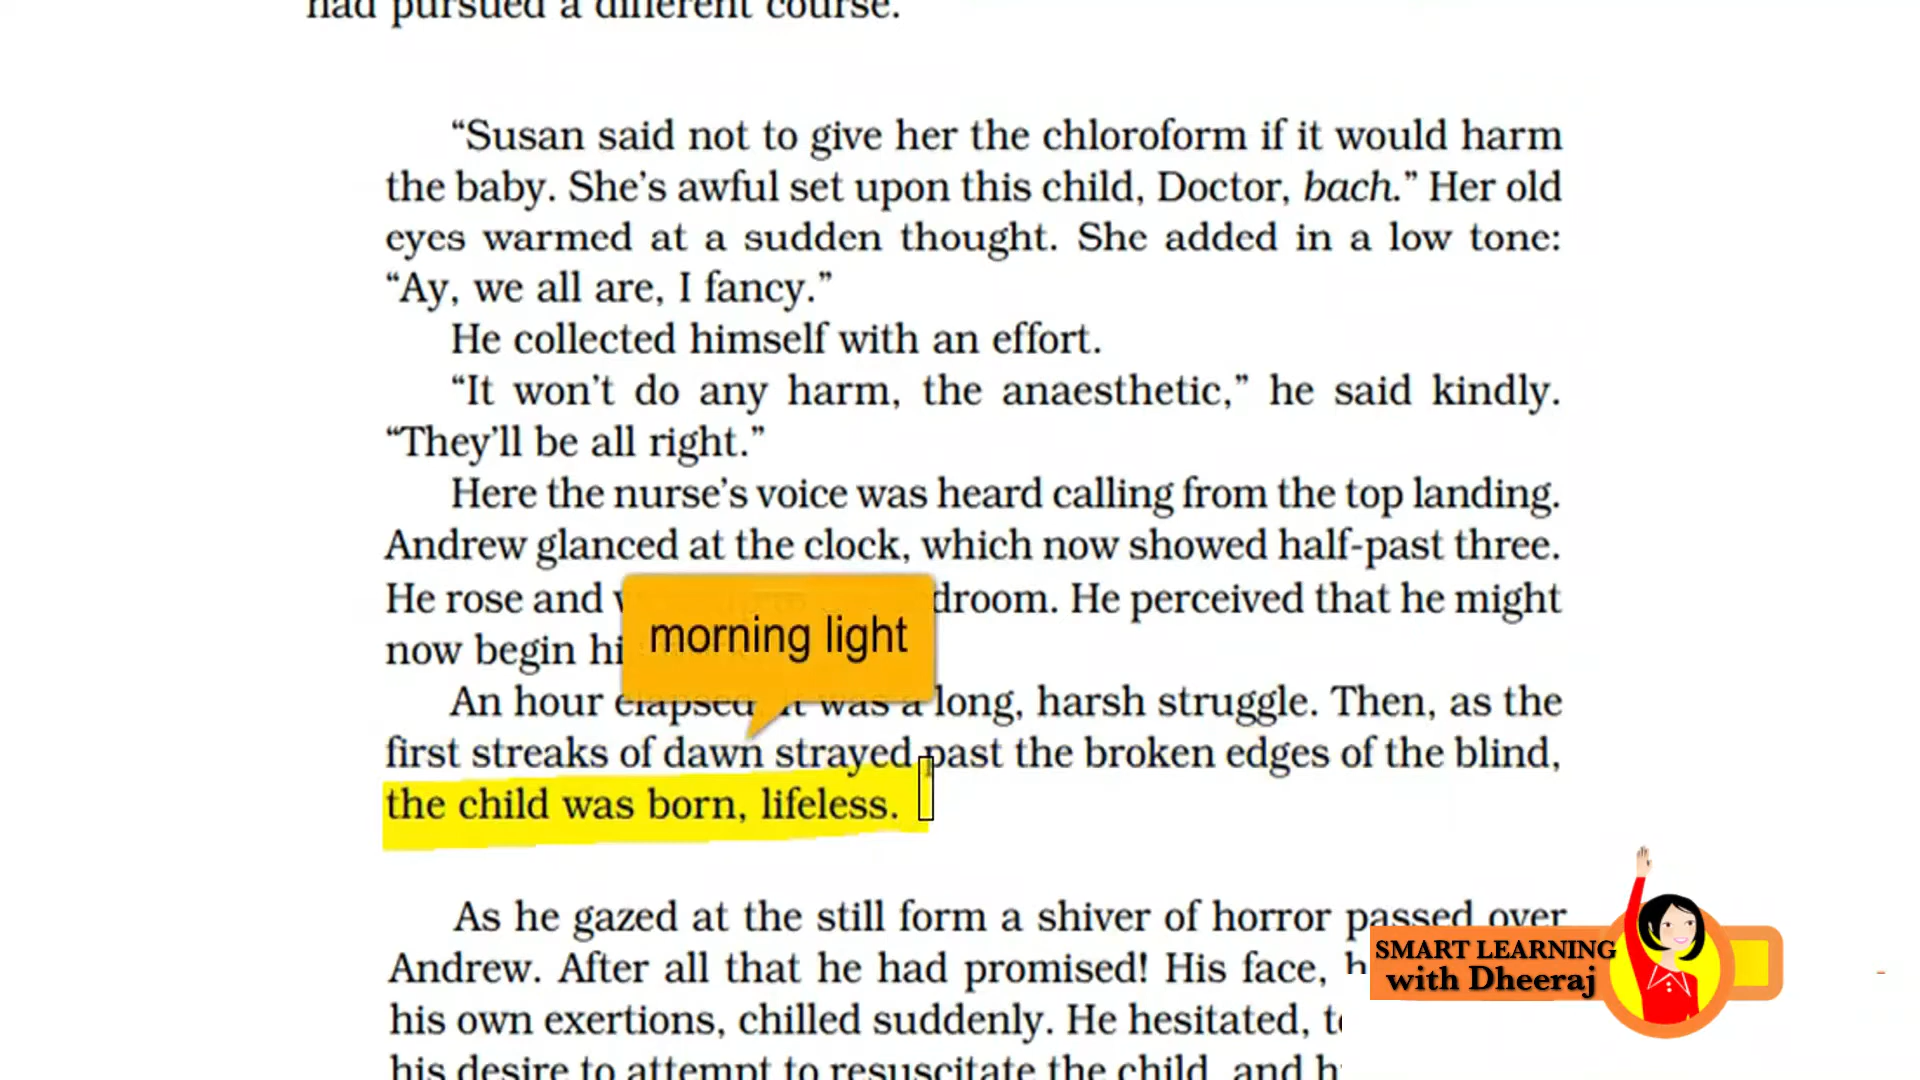 had pursued a different course.
“Susan said not to give her the chloroform if it would harm
the baby. She’s awful set upon this child, Doctor, bach.” Her old
eyes warmed at a sudden thought. She added in a low tone:
“Ay, we all are, I fancy.”
He collected himself with an effort.
“It won’t do any harm, the anaesthetic,” he said kindly.
“They’ll be all right.”
Here the nurse’s voice was heard calling from the top landing.
Andrew glanced at the clock, which now showed half-past three.
He rose and droom. He perceived that he might
morning light
now begin hi
An hour elapsed. It was a long, harsh struggle. Then, as the
first streaks of dawn strayed past the broken edges of the blind,
the child was born, lifeless.
As he gazed at the still form a shiver of horror passed over
Andrew. After all that he had promised! His face, h
his own exertions, chilled suddenly. He hesitated, t
his desire to attempt to resuscitate the child, and h
SMART LEARNING
with Dheeraj